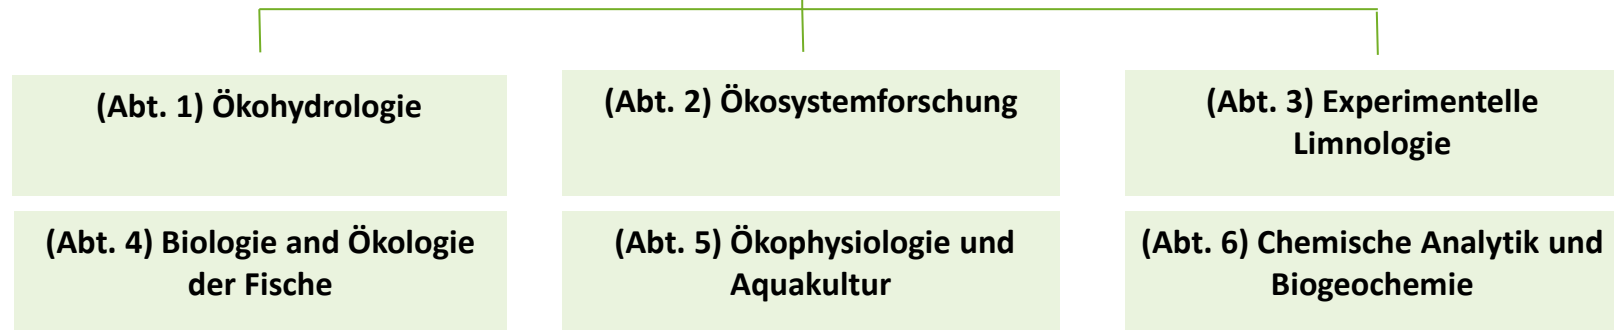 (Abt. 1) Ökohydrologie
(Abt. 2) Ökosystemforschung
(Abt. 3) Experimentelle
Limnologie
(Abt. 4) Biologie and Ökologie
der Fische
(Abt. 5) Ökophysiologie und
Aquakultur
(Abt. 6) Chemische Analytik und
Biogeochemie